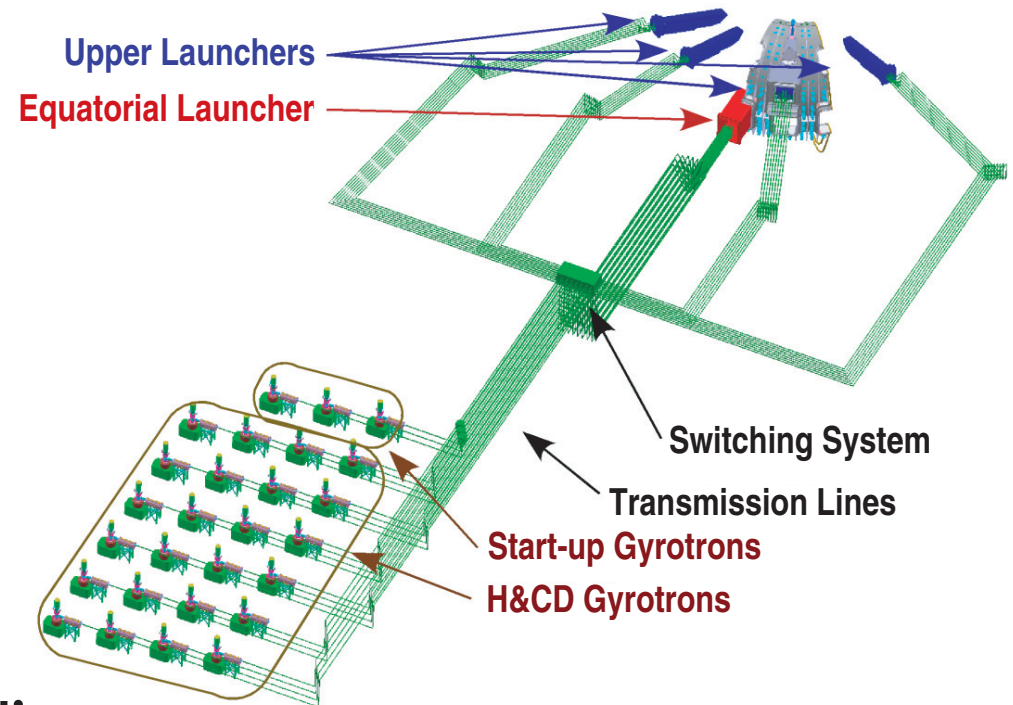 Upper Launchers
Equatorial Launcher
Switching System
Transmission Lines
Start-up Gyrotrons
H&CD Gyrotrons